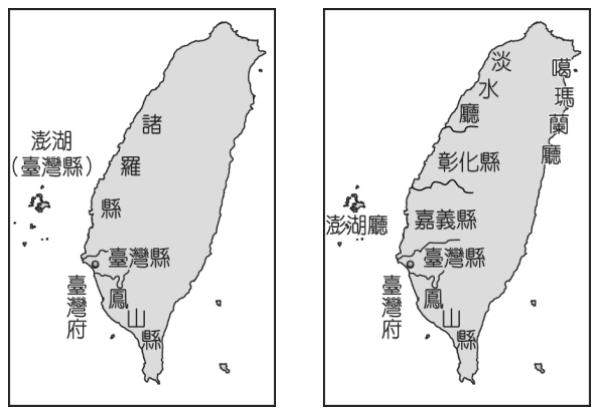 澎湖
（臺灣縣）
諸羅縣
臺灣縣
臺灣府
鳳山縣
淡水廳
噶瑪蘭廳
彰化縣
澎湖廳
嘉義縣
臺灣縣
臺灣府
鳳山縣